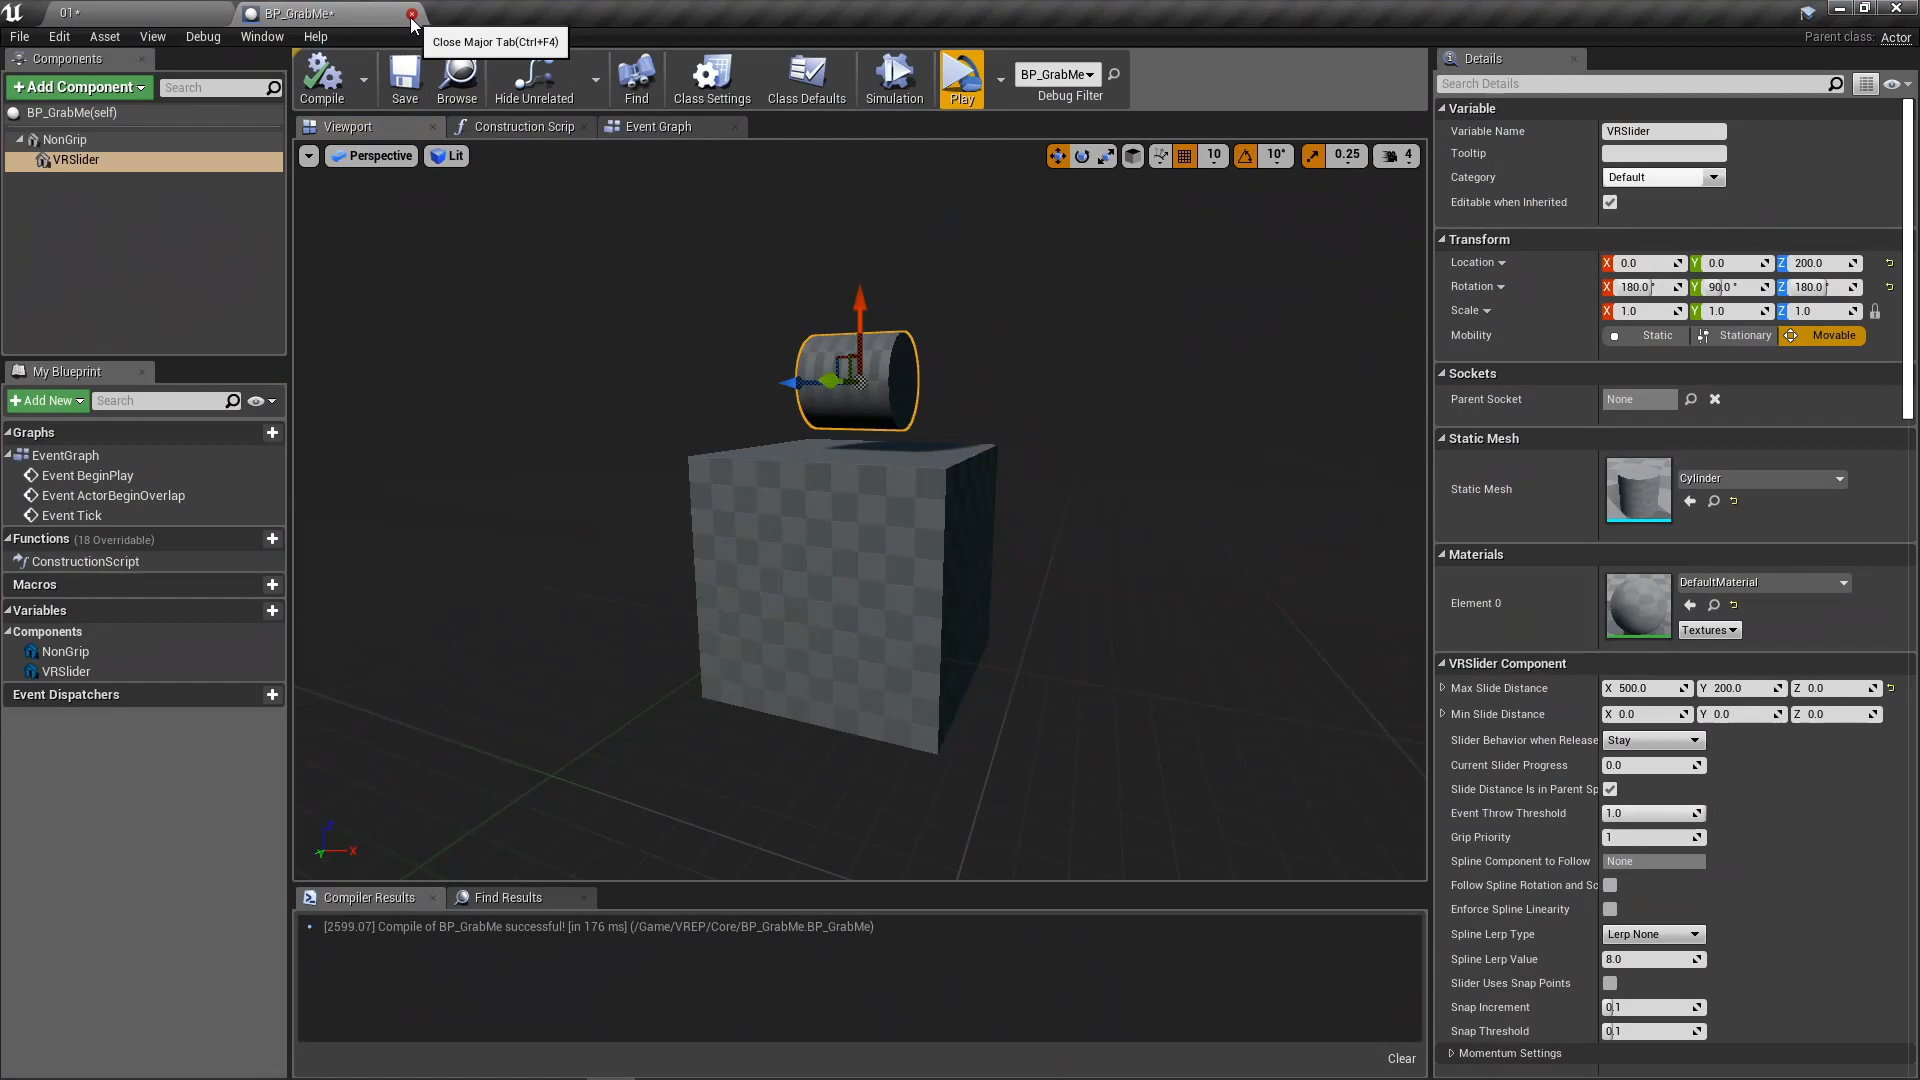 01*
BP_GrabMe*
File Edit Asset View Debug Window Help
Parent class: Actor
Close Major Tab(Ctrl+F4)
Components
+Add Component
Search
BP_GrabMe(self)
NonGrip
VRSlider
Compile
Save
Browse
Hide Unrelated
Find
Class Settings
Class Defaults
Simulation
Play
BP_GrabMe
Debug Filter
Viewport
Construction Scrip
Event Graph
Perspective
Lit
10
10°
0.25
4
My Blueprint
+Add New
Search
Graphs
EventGraph
Event BeginPlay
Event ActorBeginOverlap
Event Tick
Functions (18 Overridable)
ConstructionScript
Macros
Variables
Components
NonGrip
VRSlider
Event Dispatchers
Z
X
Y
Compiler Results
Find Results
[2599.07] Compile of BP_GrabMe successful! [in 176 ms] (/Game/VREP/Core/BP_GrabMe.BP_GrabMe)
Clear
Details
Search Details
Variable
Variable Name VRSlider
Tooltip
Category Default
Editable when Inherited
Transform
Location X 0.0 Y 0.0 Z 200.0
Rotation X 180.0 ° Y 90.0 ° Z 180.0 °
Scale X 1.0 Y 1.0 Z 1.0
Mobility Static Stationary Movable
Sockets
Parent Socket None
Static Mesh
Static Mesh Cylinder
Materials
Element 0 DefaultMaterial
Textures
VRSlider Component
Max Slide Distance X 500.0 Y 200.0 Z 0.0
Min Slide Distance X 0.0 Y 0.0 Z 0.0
Slider Behavior when Release Stay
Current Slider Progress 0.0
Slide Distance Is in Parent Sp
Event Throw Threshold 1.0
Grip Priority 1
Spline Component to Follow None
Follow Spline Rotation and Sc
Enforce Spline Linearity
Spline Lerp Type Lerp None
Spline Lerp Value 8.0
Slider Uses Snap Points
Snap Increment 0.1
Snap Threshold 0.1
Momentum Settings